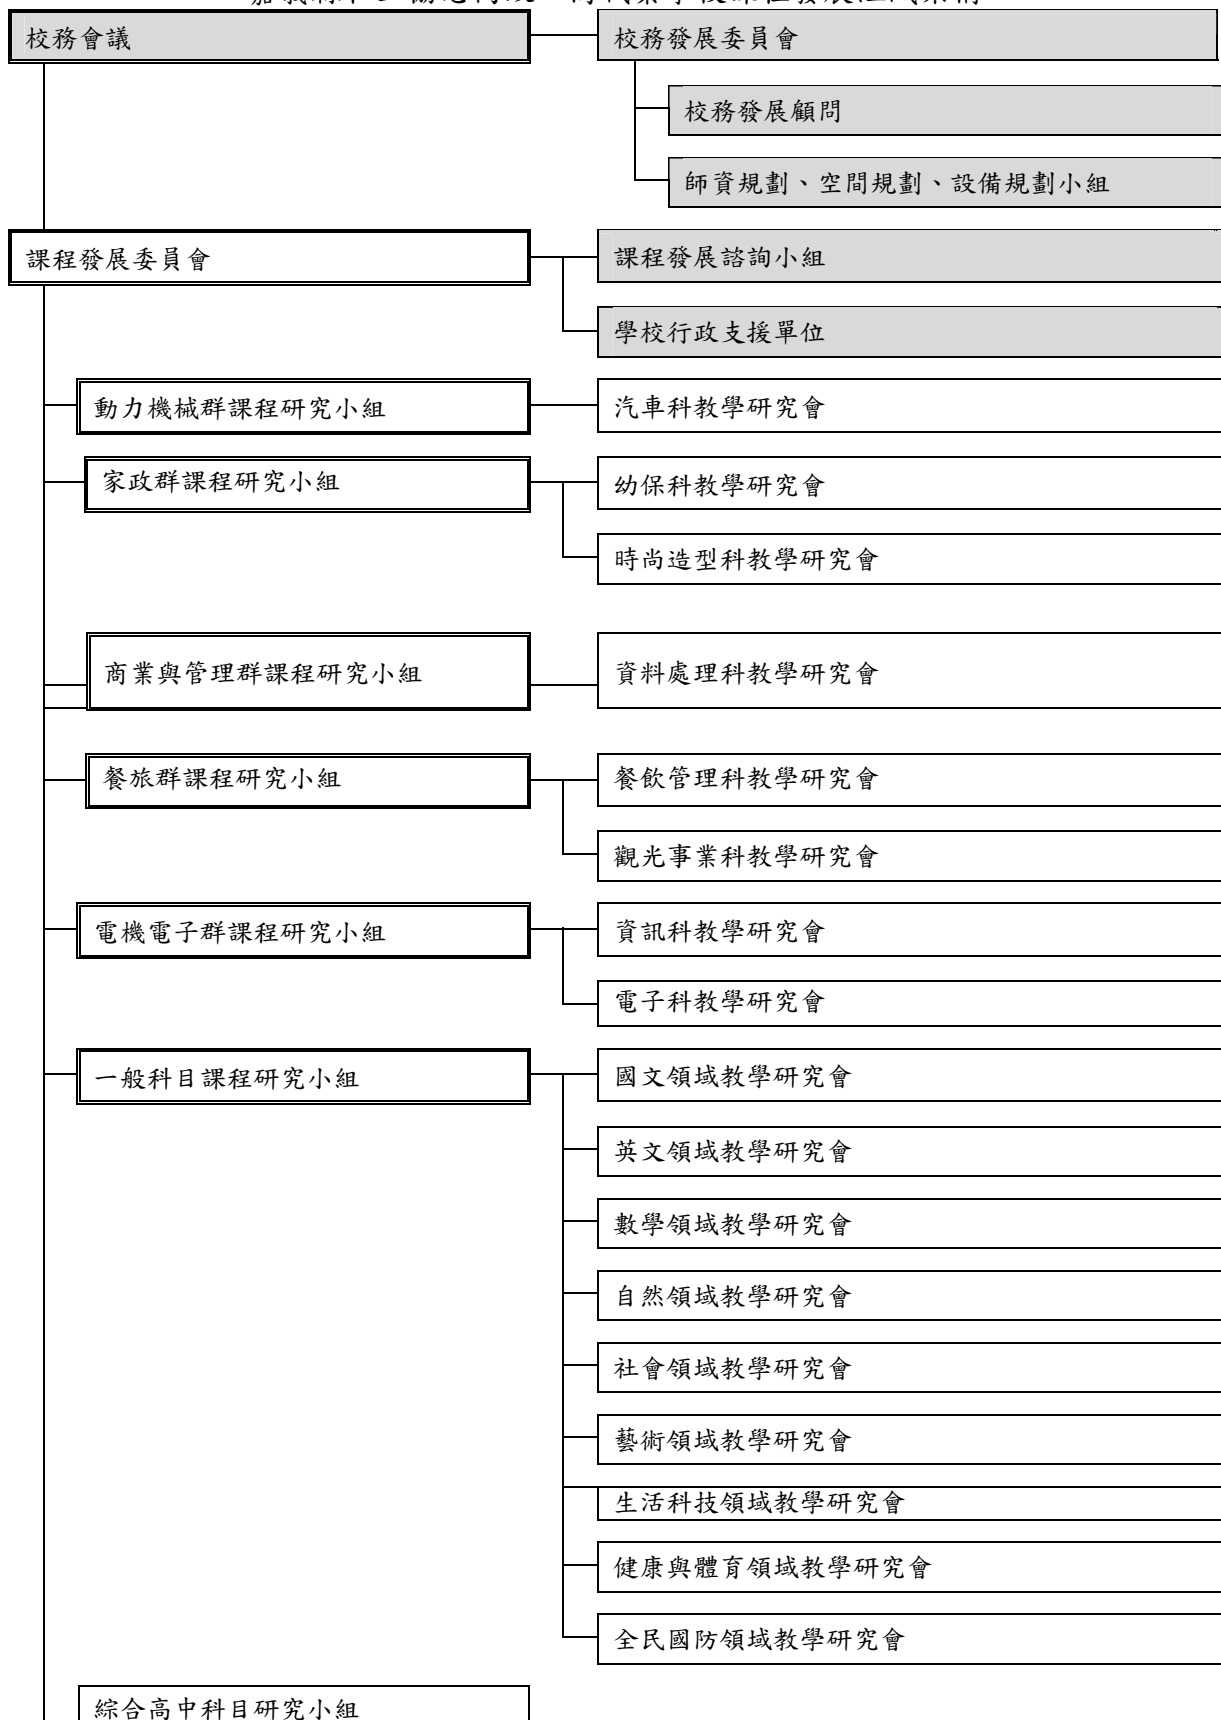 校務會議
校務發展委員會
校務發展顧問
師資規劃、空間規劃、設備規劃小組
課程發展委員會
課程發展諮詢小組
學校行政支援單位
動力機械群課程研究小組
汽車科教學研究會
家政群課程研究小組
幼保科教學研究會
時尚造型科教學研究會
商業與管理群課程研究小組
資料處理科教學研究會
餐旅群課程研究小組
餐飲管理科教學研究會
觀光事業科教學研究會
電機電子群課程研究小組
資訊科教學研究會
電子科教學研究會
一般科目課程研究小組
國文領域教學研究會
英文領域教學研究會
數學領域教學研究會
自然領域教學研究會
社會領域教學研究會
藝術領域教學研究會
生活科技領域教學研究會
健康與體育領域教學研究會
全民國防領域教學研究會
綜合高中科目研究小組